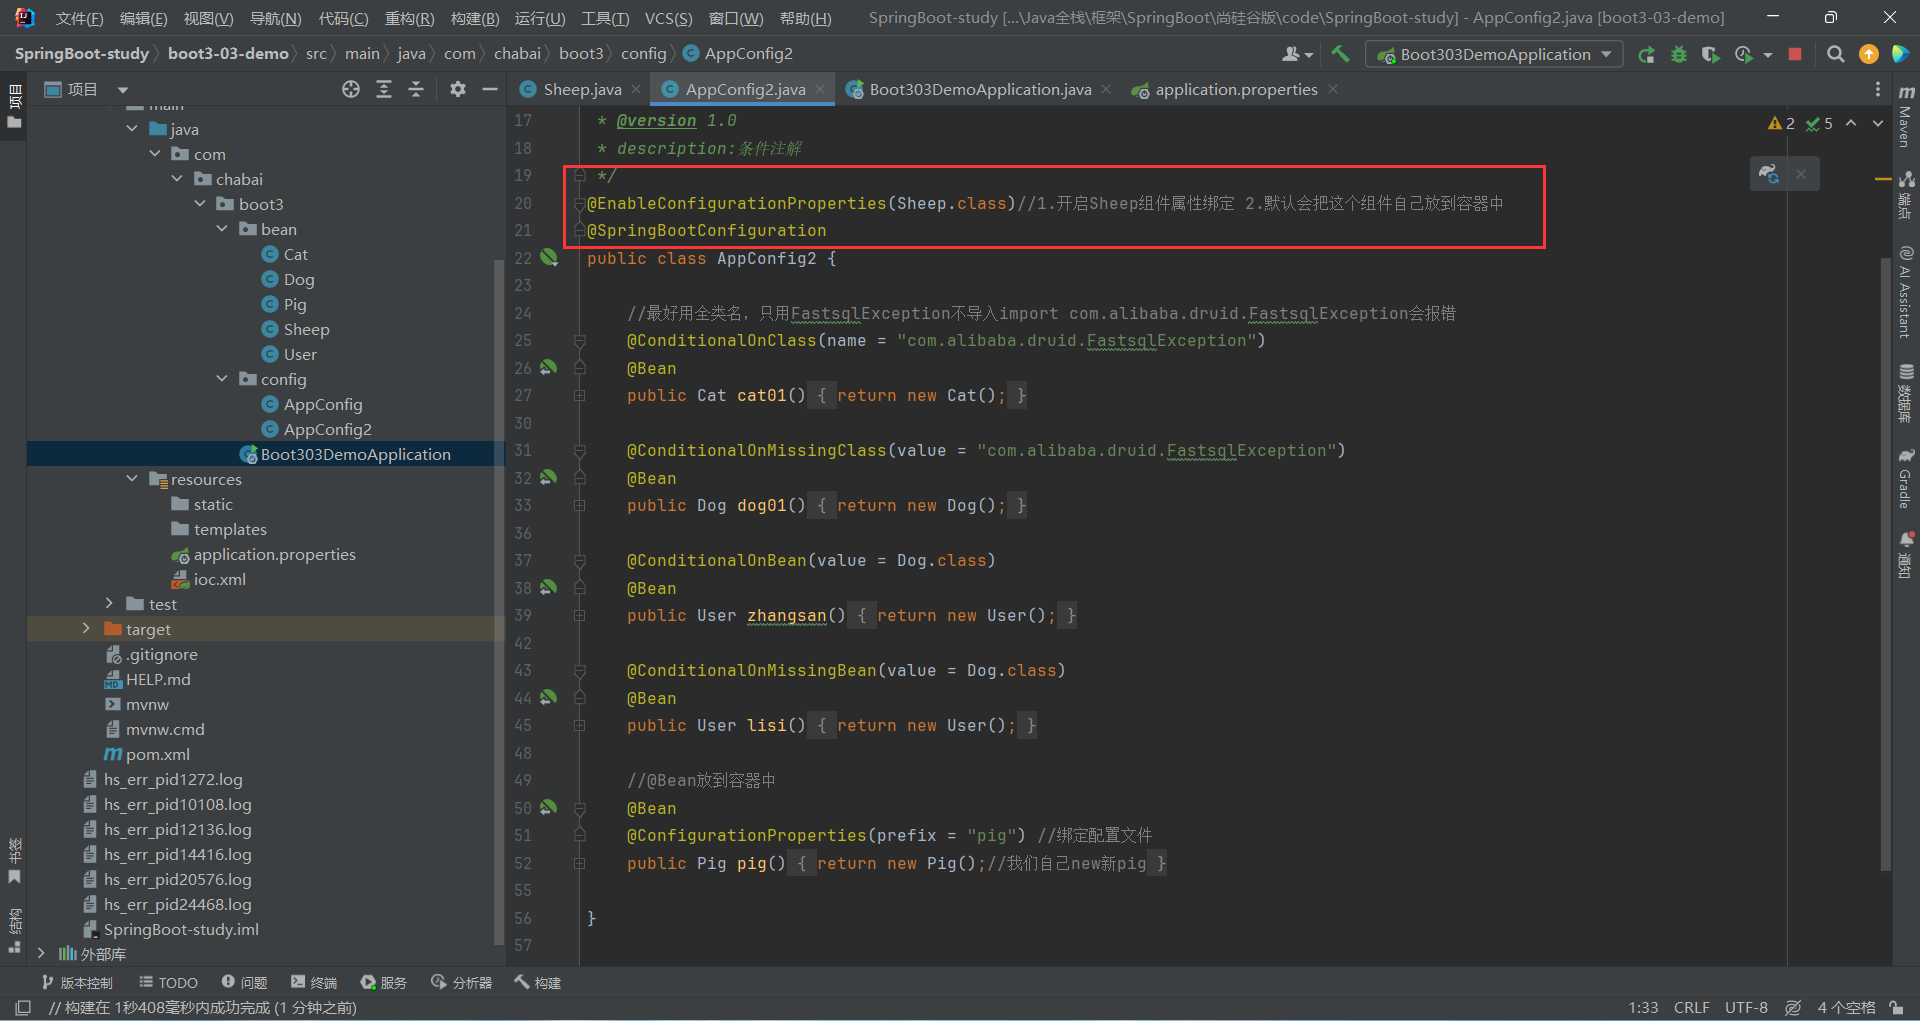 文件(F) 编辑(E) 视图(V) 导航(N) 代码(C) 重构(R) 构建(B) 运行(U) 工具(T) VCS(S) 窗口(W) 帮助(H) SpringBoot-study [...\Java全栈\框架\SpringBoot\尚硅谷版\code\SpringBoot-study] - AppConfig2.java [boot3-03-demo]
SpringBoot-study boot3-03-demo src main java com chabai boot3 config AppConfig2 Boot303DemoApplication
项目
Sheep.java AppConfig2.java Boot303DemoApplication.java application.properties
main
java
com
chabai
boot3
bean
Cat
Dog
Pig
Sheep
User
config
AppConfig
AppConfig2
Boot303DemoApplication
resources
static
templates
application.properties
ioc.xml
test
target
.gitignore
HELP.md
mvnw
mvnw.cmd
pom.xml
hs_err_pid1272.log
hs_err_pid10108.log
hs_err_pid12136.log
hs_err_pid14416.log
hs_err_pid20576.log
hs_err_pid24468.log
SpringBoot-study.iml
外部库
项目
书签
结构
2 5
17 * @version 1.0
18 * description:条件注解
19 */
20 @EnableConfigurationProperties(Sheep.class)//1.开启Sheep组件属性绑定 2.默认会把这个组件自己放到容器中
21 @SpringBootConfiguration
22 public class AppConfig2 {
23
24 //最好用全类名，只用FastsqlException不导入import com.alibaba.druid.FastsqlException会报错
25 @ConditionalOnClass(name = "com.alibaba.druid.FastsqlException")
26 @Bean
27 public Cat cat01() { return new Cat(); }
30
31 @ConditionalOnMissingClass(value = "com.alibaba.druid.FastsqlException")
32 @Bean
33 public Dog dog01() { return new Dog(); }
36
37 @ConditionalOnBean(value = Dog.class)
38 @Bean
39 public User zhangsan() { return new User(); }
42
43 @ConditionalOnMissingBean(value = Dog.class)
44 @Bean
45 public User lisi() { return new User(); }
48
49 //@Bean放到容器中
50 @Bean
51 @ConfigurationProperties(prefix = "pig") //绑定配置文件
52 public Pig pig() { return new Pig();//我们自己new新pig }
55
56 }
57
Maven
端点
AI Assistant
数据库
Gradle
通知
版本控制 TODO 问题 终端 服务 分析器 构建
// 构建在 1秒408毫秒内成功完成 (1 分钟之前) 1:33 CRLF UTF-8 4 个空格